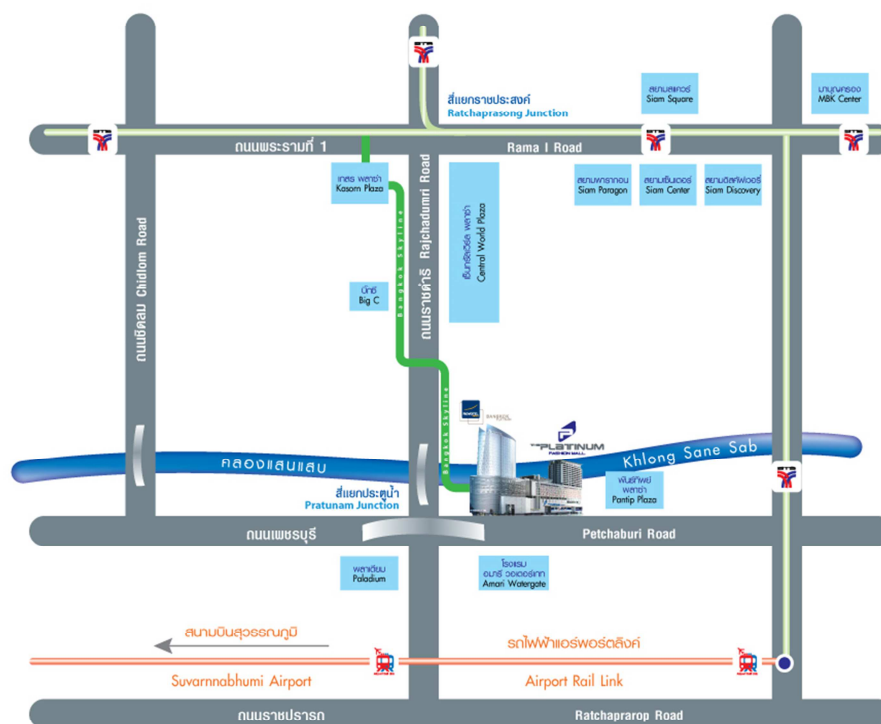 สี่แยกราชประสงค์
Ratchaprasong Junction
สยามสแควร์
Siam Square
มาบุญครอง
MBK Center
ถนนพระรามที่ 1
Rama I Road
เกสร พลาซ่า
Kasorn Plaza
สยามพารากอน
Siam Paragon
สยามเซ็นเตอร์
Siam Center
สยามดิสคัฟเวอรี่
Siam Discovery
ถนนชิดลม Chidlom Road
ถนนราชดำริ Rajchadumri Road
เซ็นทรัลเวิร์ล พลาซ่า
Central World Plaza
Bangkok Skyline
บิ๊กซี
Big C
Bangkok Skyline
THE PLATINUM
FASHION MALL
คลองแสนแสบ
Khlong Sane Sab
พันธ์ทิพย์
พลาซ่า
Pantip Plaza
สี่แยกประตูน้ำ
Pratunam Junction
ถนนเพชรบุรี
Petchaburi Road
พลาเดียม
Paladium
โรงแรม
อมารี วอเตอร์เกท
Amari Watergate
สนามบินสุวรรณภูมิ
รถไฟฟ้าแอร์พอร์ตลิงค์
Suvarnnabhumi Airport
Airport Rail Link
ถนนราชปรารถ
Ratchaprarop Road